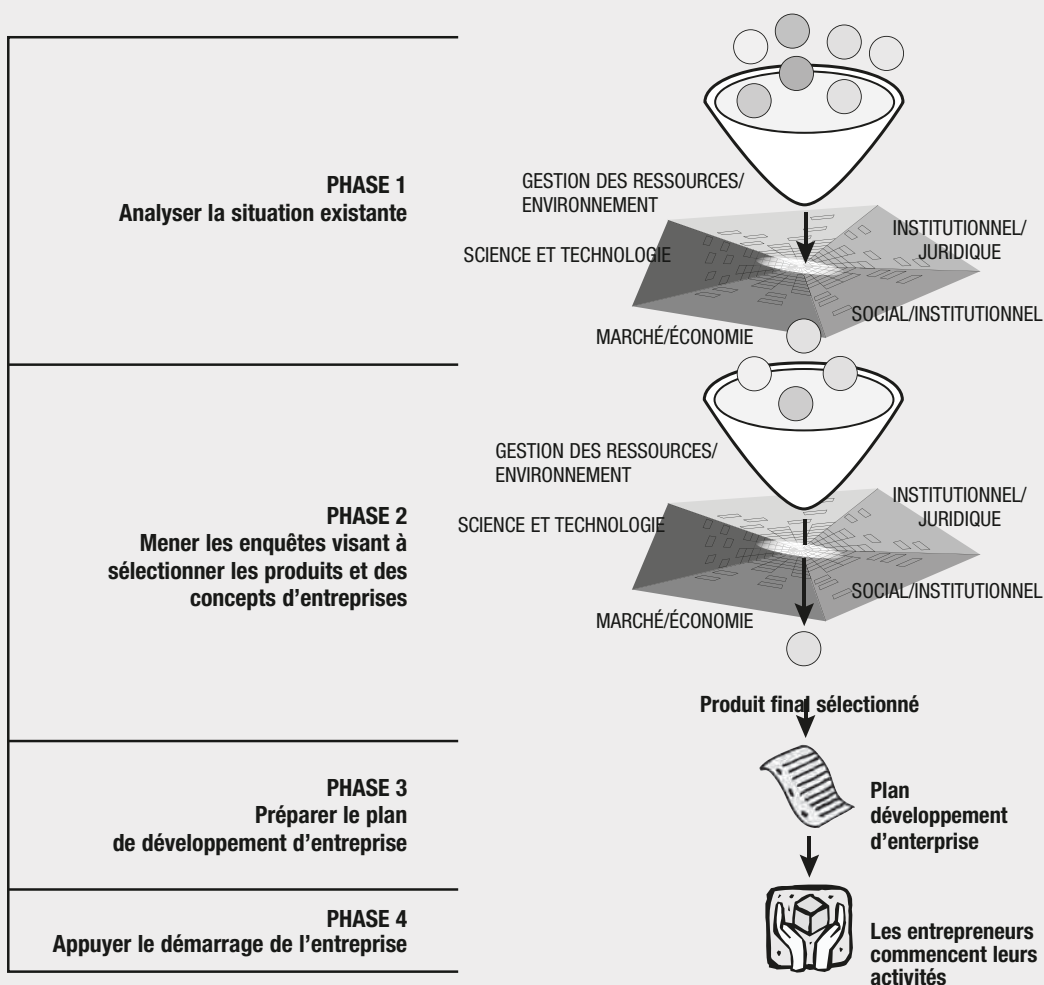 PHASE 1
Analyser la situation existante
GESTION DES RESSOURCES/
ENVIRONNEMENT
INSTITUTIONNEL/
JURIDIQUE
SCIENCE ET TECHNOLOGIE
SOCIAL/INSTITUTIONNEL
MARCHÉ/ÉCONOMIE
PHASE 2
Mener les enquêtes visant à
sélectionner les produits et des
concepts d'entreprises
GESTION DES RESSOURCES/
ENVIRONNEMENT
INSTITUTIONNEL/
JURIDIQUE
SCIENCE ET TECHNOLOGIE
SOCIAL/INSTITUTIONNEL
MARCHÉ/ÉCONOMIE
Produit final sélectionné
PHASE 3
Préparer le plan
de développement d'entreprise
Plan
développement
d'enterprise
PHASE 4
Appuyer le démarrage de l'entreprise
Les entrepreneurs
commencent leurs
activités